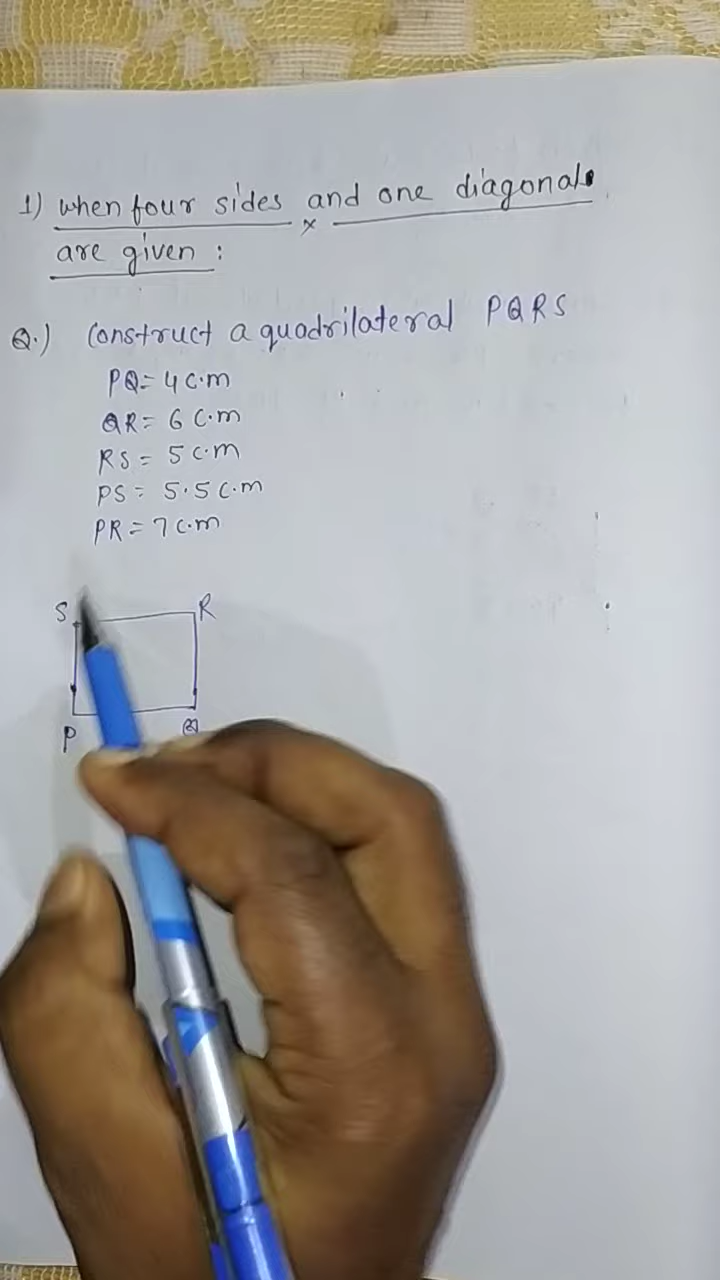 1) when four sides and one diagonal
are given :
Q.) Construct a quadrilateral PQRS
PQ = 4 c.m
QR = 6 c.m
RS = 5 c.m
PS = 5.5 c.m
PR = 7 c.m
S R
P Q